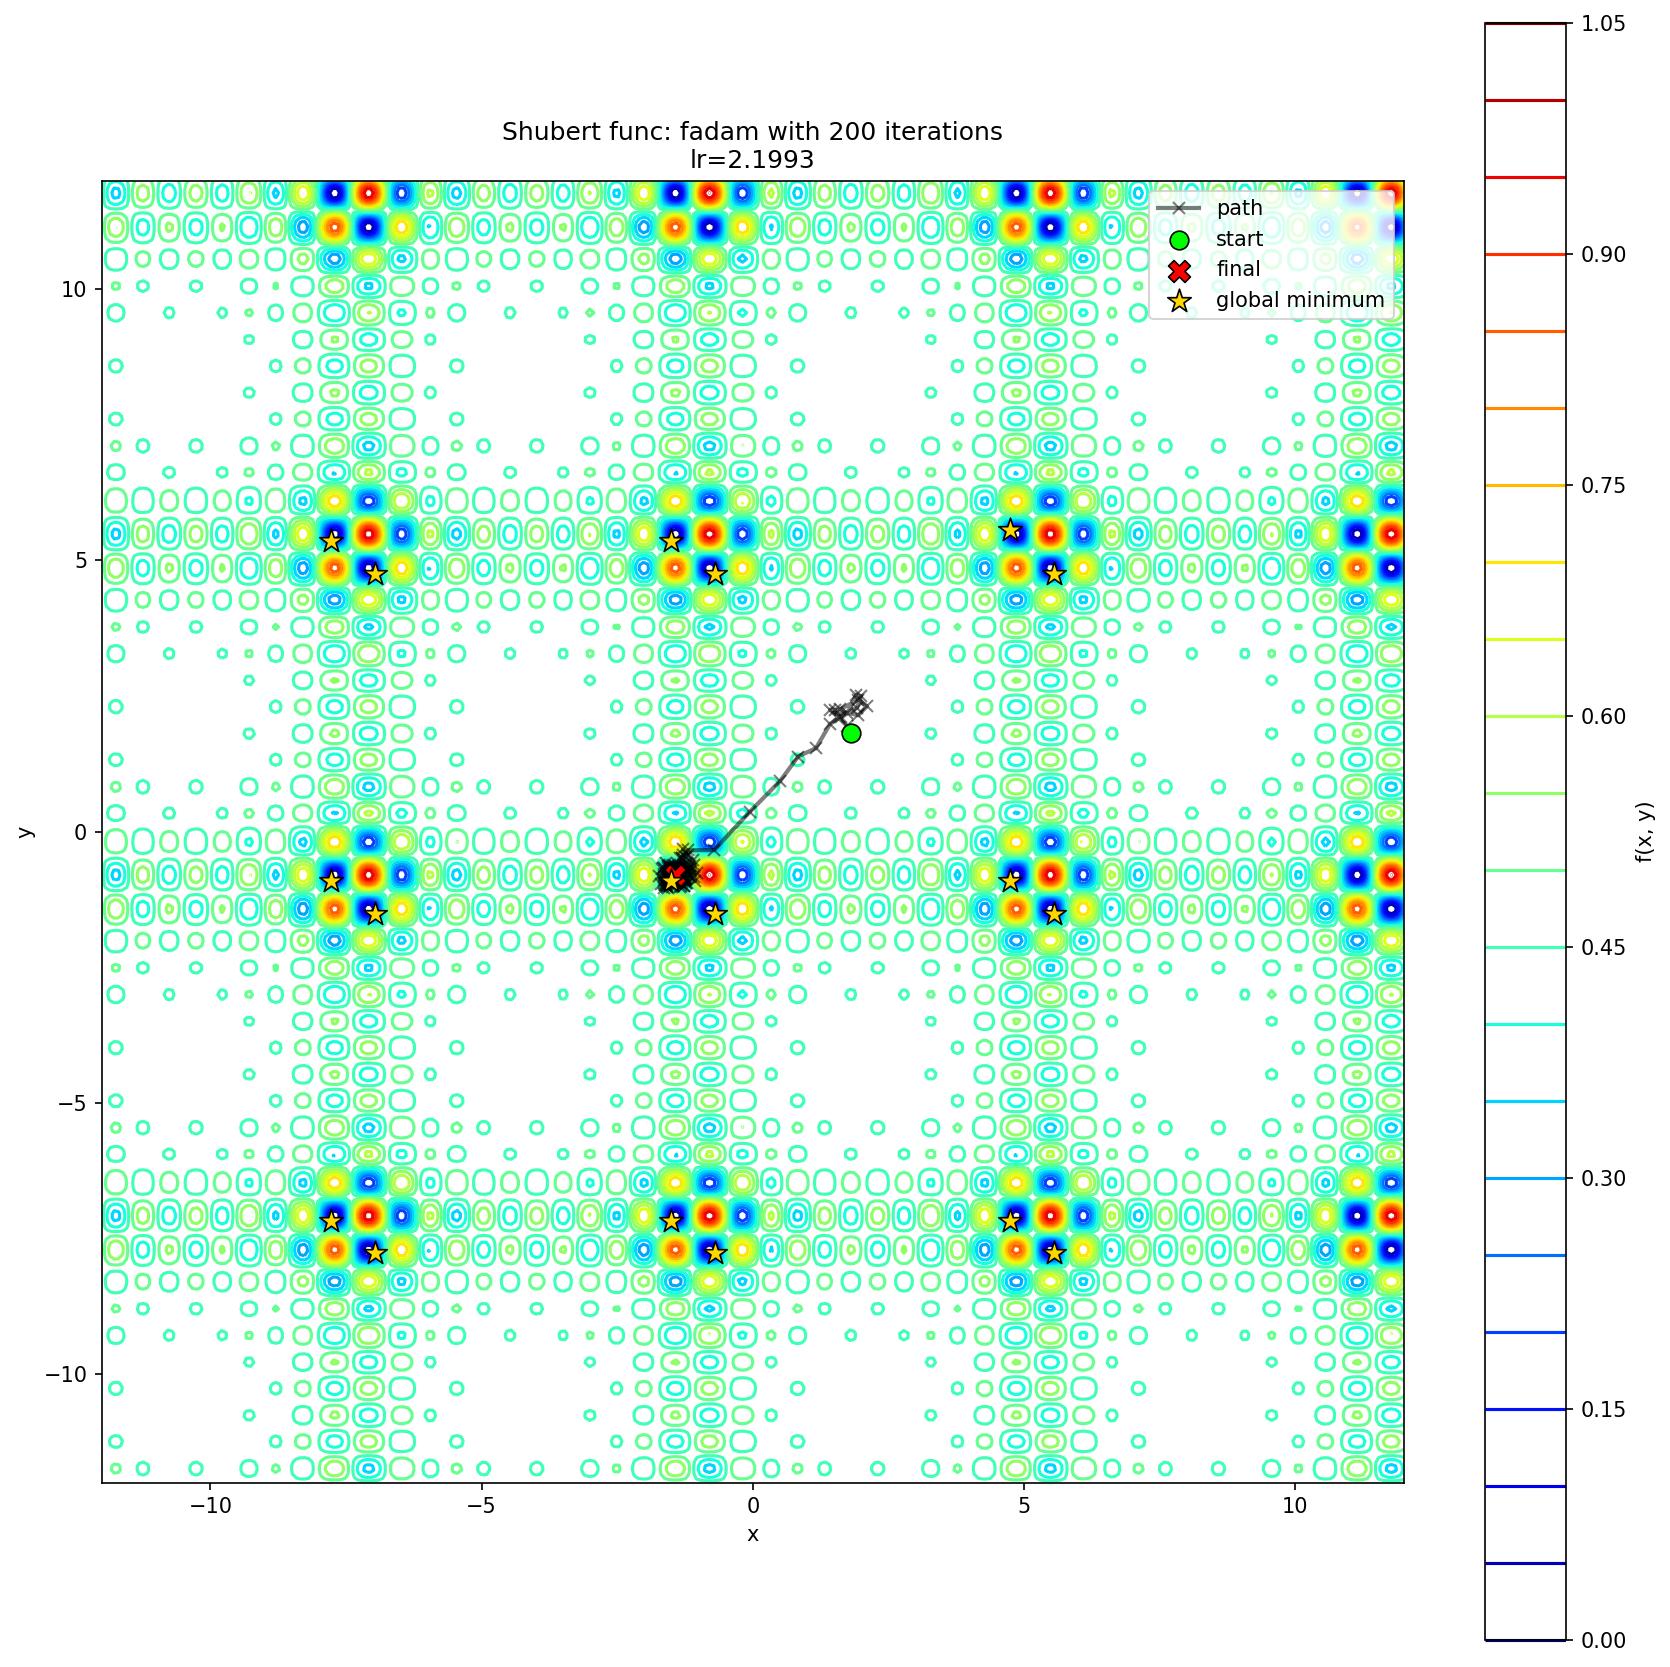 Shubert func: fadam with 200 iterations
lr=2.1993
path
start
final
global minimum
10
5
0
−5
−10
y
−10
−5
0
5
10
x
1.05
0.90
0.75
0.60
0.45
0.30
0.15
0.00
f(x, y)